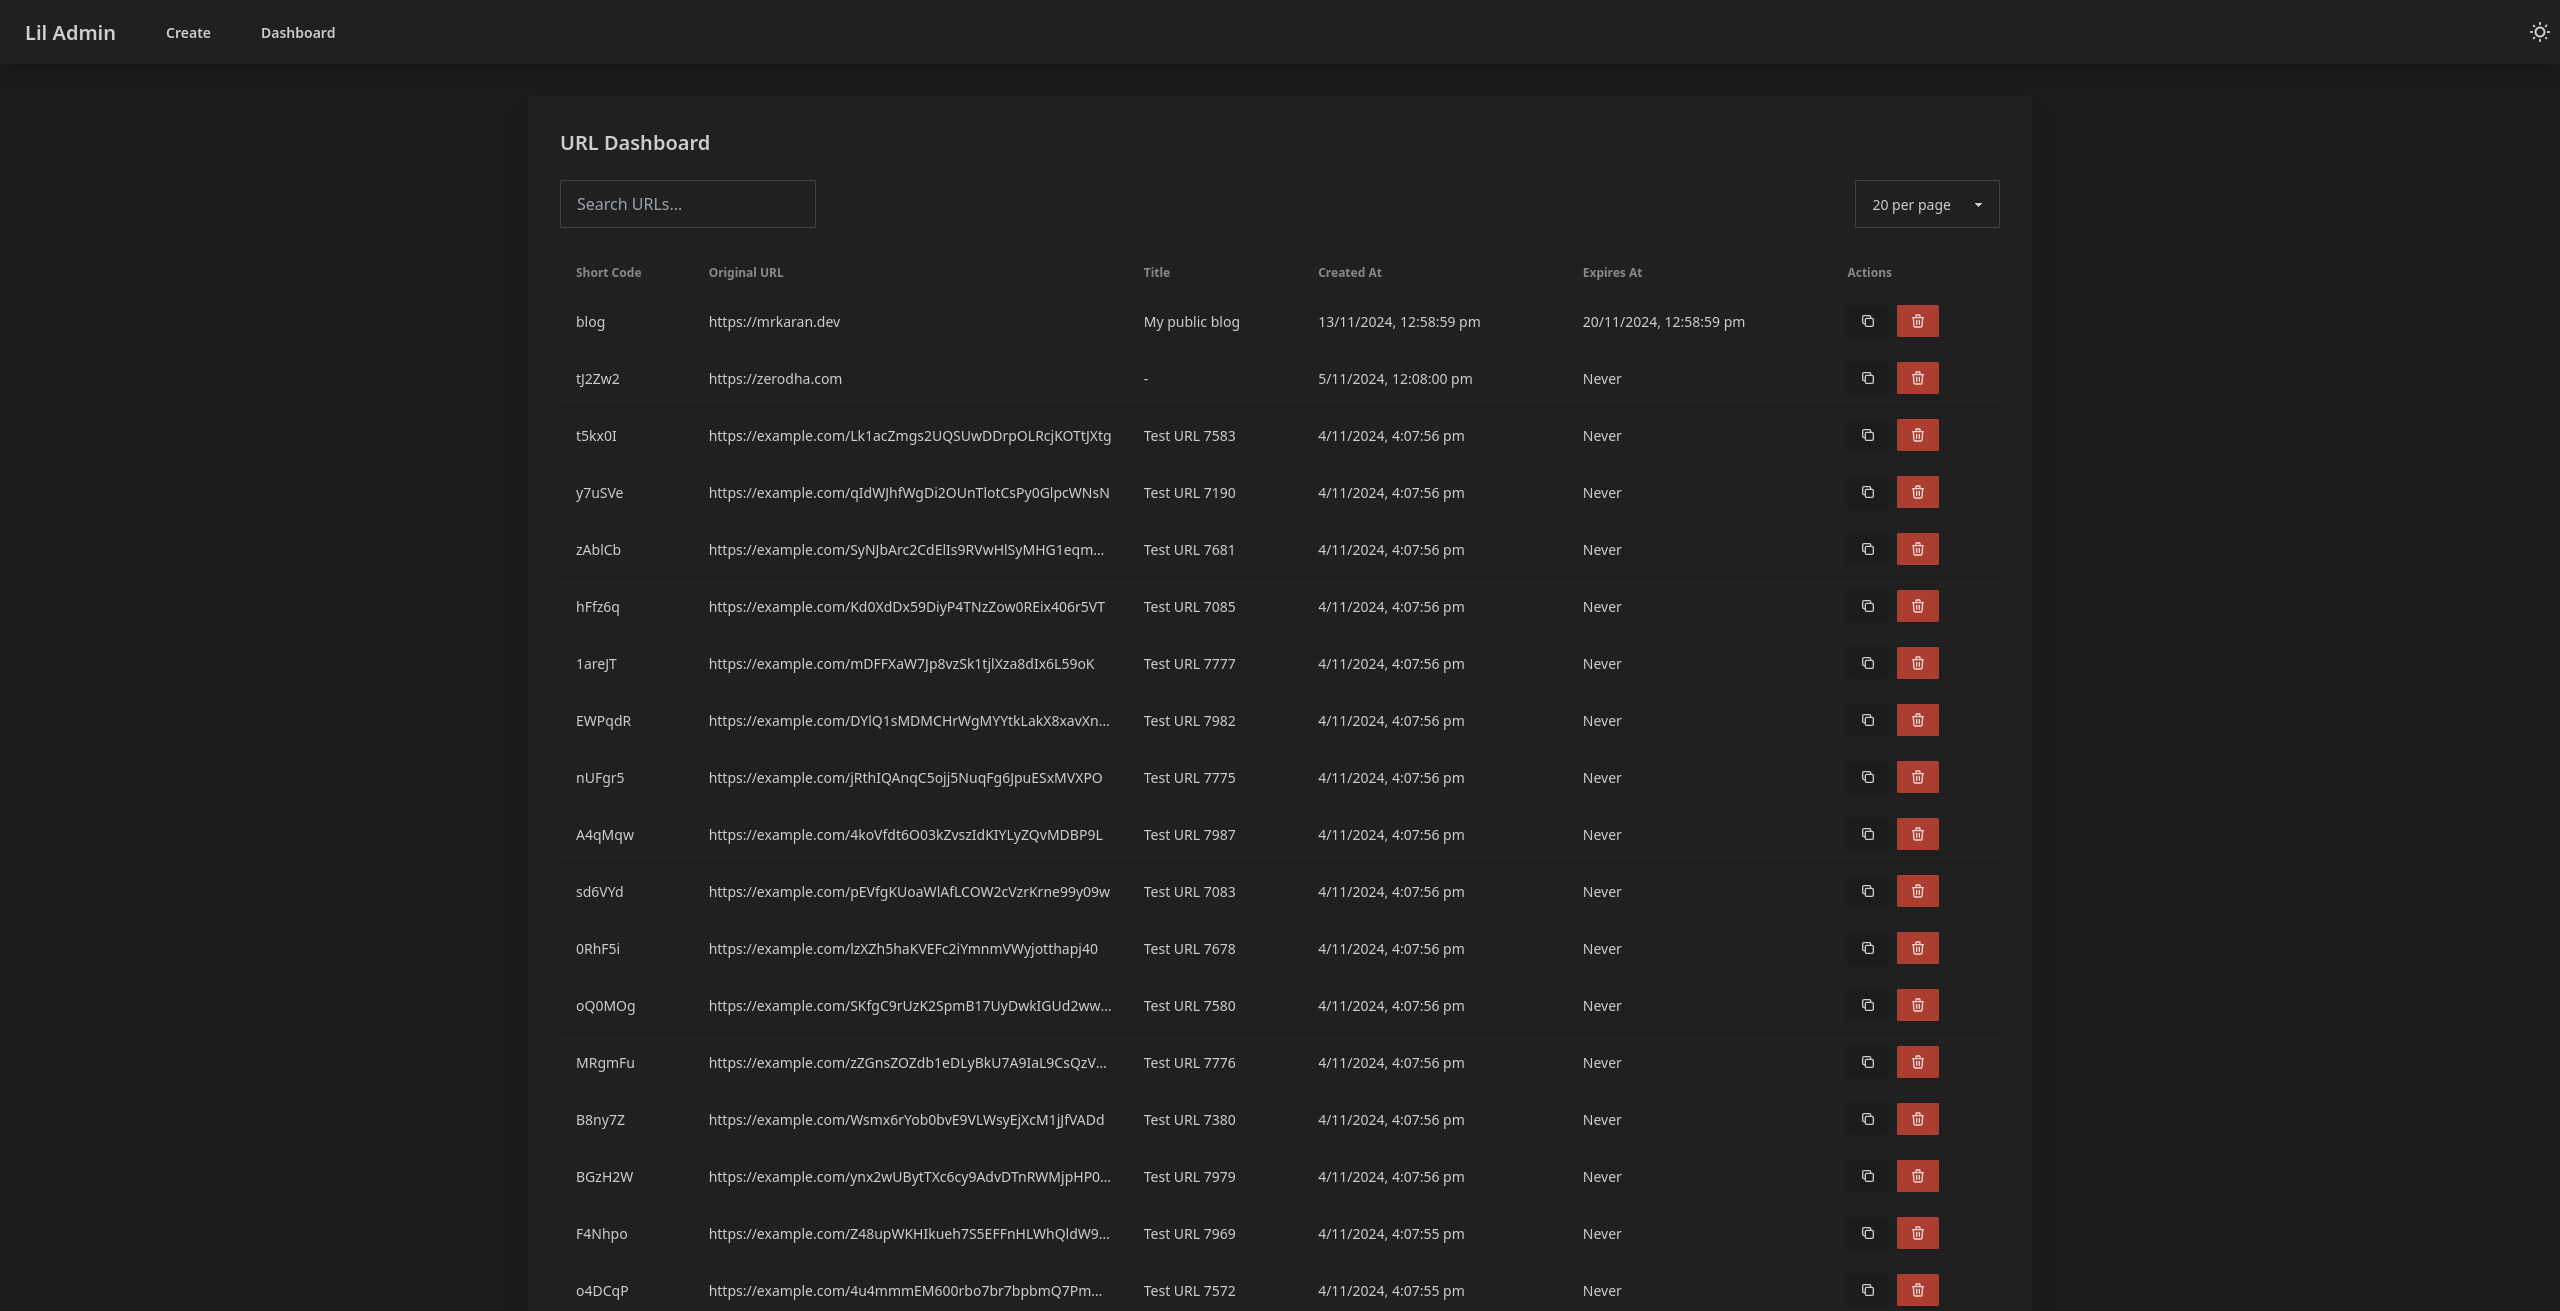 Lil Admin Create Dashboard
URL Dashboard
Search URLs... 20 per page
Short Code Original URL Title Created At Expires At Actions
blog https://mrkaran.dev My public blog 13/11/2024, 12:58:59 pm 20/11/2024, 12:58:59 pm
tJ2Zw2 https://zerodha.com - 5/11/2024, 12:08:00 pm Never
t5kx0I https://example.com/Lk1acZmgs2UQSUwDDrpOLRcjKOTtJXtg Test URL 7583 4/11/2024, 4:07:56 pm Never
y7uSVe https://example.com/qIdWJhfWgDi2OUnTlotCsPy0GlpcWNsN Test URL 7190 4/11/2024, 4:07:56 pm Never
zAblCb https://example.com/SyNJbArc2CdElIs9RVwHlSyMHG1eqm... Test URL 7681 4/11/2024, 4:07:56 pm Never
hFfz6q https://example.com/Kd0XdDx59DiyP4TNzZow0REix406r5VT Test URL 7085 4/11/2024, 4:07:56 pm Never
1areJT https://example.com/mDFFXaW7Jp8vzSk1tjlXza8dIx6L59oK Test URL 7777 4/11/2024, 4:07:56 pm Never
EWPqdR https://example.com/DYlQ1sMDMCHrWgMYYtkLakX8xavXn... Test URL 7982 4/11/2024, 4:07:56 pm Never
nUFgr5 https://example.com/jRthIQAnqC5ojj5NuqFg6JpuESxMVXPO Test URL 7775 4/11/2024, 4:07:56 pm Never
A4qMqw https://example.com/4koVfdt6O03kZvszIdKIYLyZQvMDBP9L Test URL 7987 4/11/2024, 4:07:56 pm Never
sd6VYd https://example.com/pEVfgKUoaWlAfLCOW2cVzrKrne99y09w Test URL 7083 4/11/2024, 4:07:56 pm Never
0RhF5i https://example.com/lzXZh5haKVEFc2iYmnmVWyjotthapj40 Test URL 7678 4/11/2024, 4:07:56 pm Never
oQ0MOg https://example.com/SKfgC9rUzK2SpmB17UyDwkIGUd2ww... Test URL 7580 4/11/2024, 4:07:56 pm Never
MRgmFu https://example.com/zZGnsZOZdb1eDLyBkU7A9IaL9CsQzV... Test URL 7776 4/11/2024, 4:07:56 pm Never
B8ny7Z https://example.com/Wsmx6rYob0bvE9VLWsyEjXcM1jJfVADd Test URL 7380 4/11/2024, 4:07:56 pm Never
BGzH2W https://example.com/ynx2wUBytTXc6cy9AdvDTnRWMjpHP0... Test URL 7979 4/11/2024, 4:07:56 pm Never
F4Nhpo https://example.com/Z48upWKHIkueh7S5EFFnHLWhQldW9... Test URL 7969 4/11/2024, 4:07:55 pm Never
o4DCqP https://example.com/4u4mmmEM600rbo7br7bpbmQ7Pm... Test URL 7572 4/11/2024, 4:07:55 pm Never